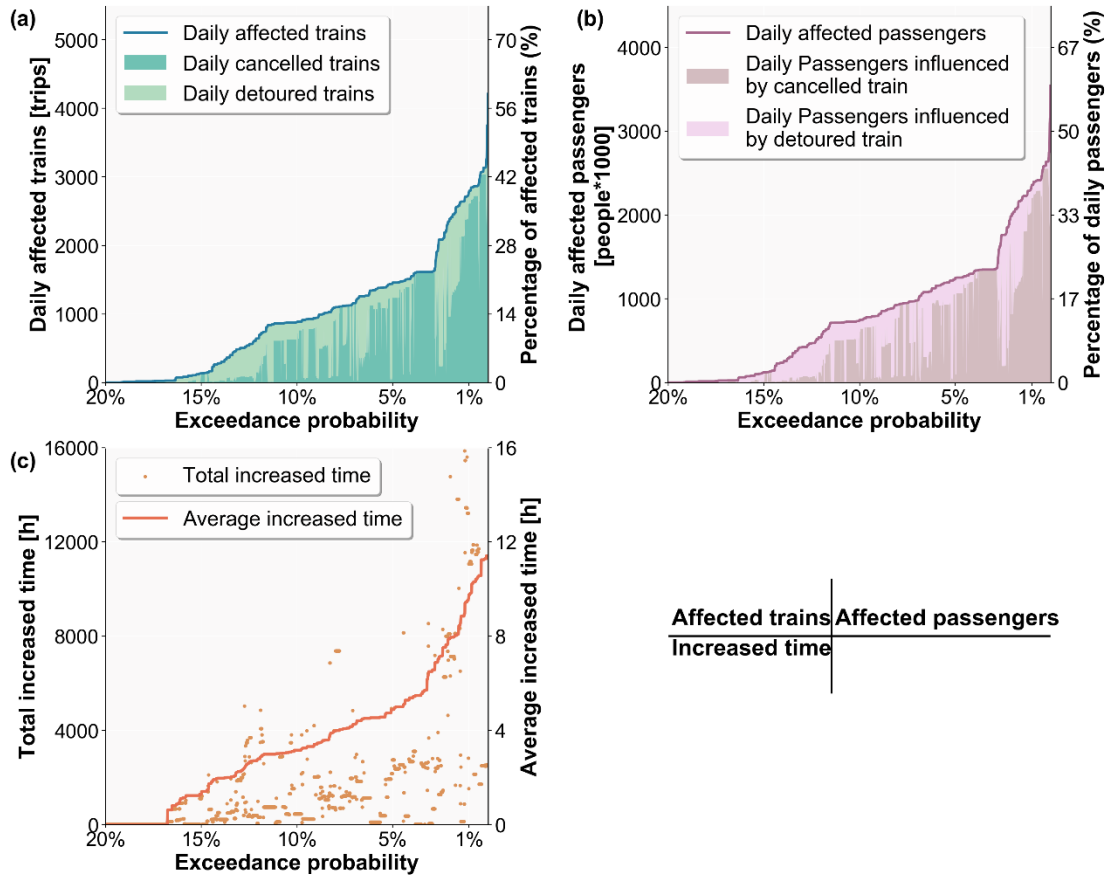 (a)
Daily affected trains
Daily cancelled trains
Daily detoured trains
Daily affected trains [trips]
5000
4000
3000
2000
1000
0
Percentage of affected trains (%)
70
56
42
28
14
0
20%
15%
10%
5%
1%
Exceedance probability
(b)
Daily affected passengers
Daily Passengers influenced
by cancelled train
Daily Passengers influenced
by detoured train
Daily affected passengers
[people*1000]
4000
3000
2000
1000
0
Percentage of daily passengers (%)
67
50
33
17
0
20%
15%
10%
5%
1%
Exceedance probability
(c)
Total increased time
Average increased time
Total increased time [h]
16000
12000
8000
4000
0
Average increased time [h]
16
12
8
4
0
20%
15%
10%
5%
1%
Exceedance probability
Affected trains
Affected passengers
Increased time